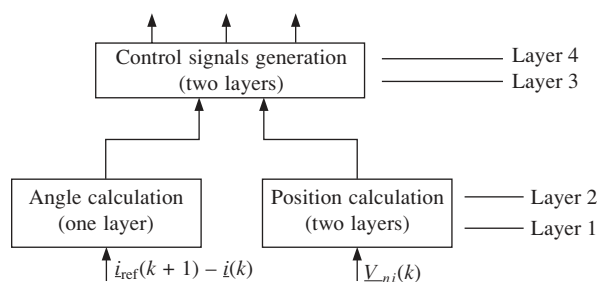 Control signals generation
(two layers)
Layer 4
Layer 3
Angle calculation
(one layer)
Position calculation
(two layers)
Layer 2
Layer 1
i_ref(k + 1) – i(k)
V_ni(k)